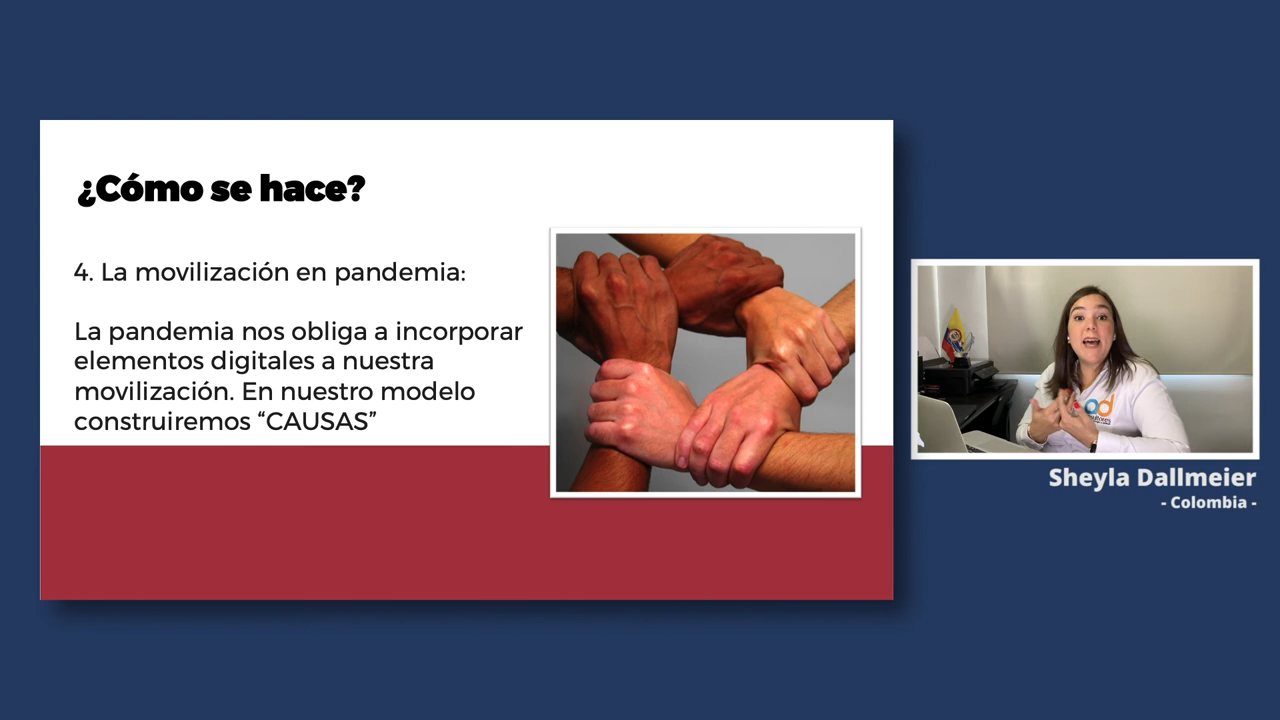 ¿Cómo se hace?
4. La movilización en pandemia:
La pandemia nos obliga a incorporar
elementos digitales a nuestra
movilización. En nuestro modelo
construiremos “CAUSAS”
Sheyla Dallmeier
- Colombia -